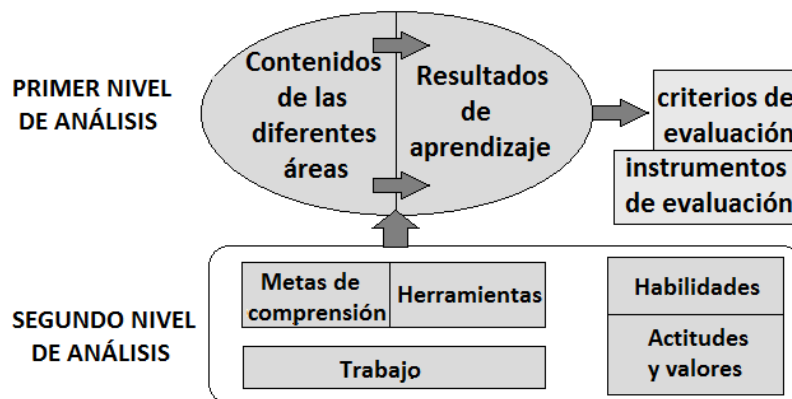 PRIMER NIVEL
DE ANÁLISIS
Contenidos
de las
diferentes
áreas
Resultados
de
aprendizaje
criterios de
evaluación
instrumentos
de evaluación
SEGUNDO NIVEL
DE ANÁLISIS
Metas de
comprensión
Herramientas
Trabajo
Habilidades
Actitudes
y valores